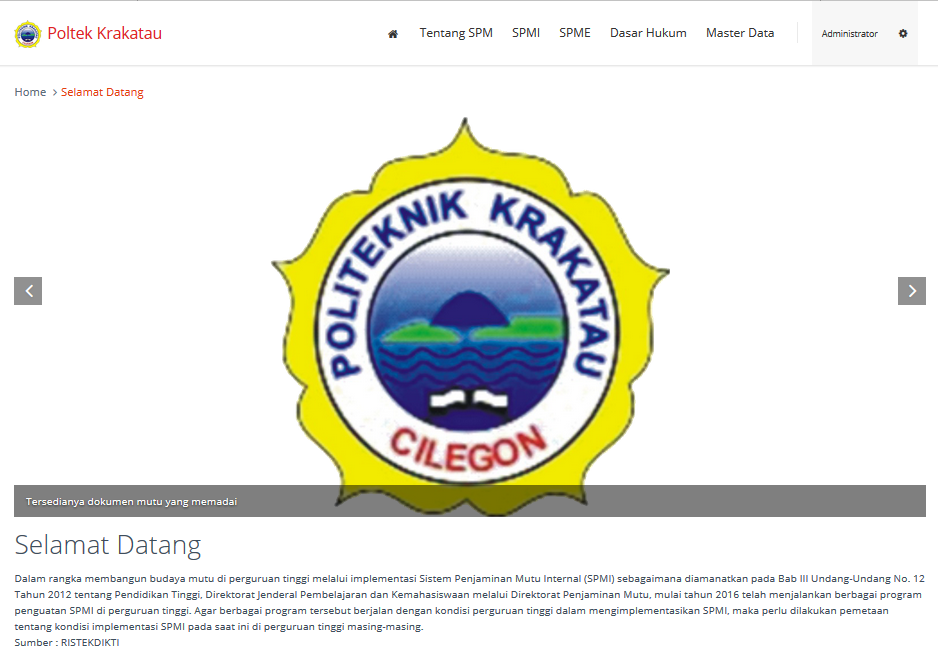 Poltek Krakatau
Tentang SPM SPMI SPME Dasar Hukum Master Data Administrator
Home > Selamat Datang
POLITEKNIK KRAKATAU
CILEGON
Tersedianya dokumen mutu yang memadai
Selamat Datang
Dalam rangka membangun budaya mutu di perguruan tinggi melalui implementasi Sistem Penjaminan Mutu Internal (SPMI) sebagaimana diamanatkan pada Bab III Undang-Undang No. 12
Tahun 2012 tentang Pendidikan Tinggi, Direktorat Jenderal Pembelajaran dan Kemahasiswaan melalui Direktorat Penjaminan Mutu, mulai tahun 2016 telah menjalankan berbagai program
penguatan SPMI di perguruan tinggi. Agar berbagai program tersebut berjalan dengan kondisi perguruan tinggi dalam mengimplementasikan SPMI, maka perlu dilakukan pemetaan
tentang kondisi implementasi SPMI pada saat ini di perguruan tinggi masing-masing.
Sumber : RISTEKDIKTI